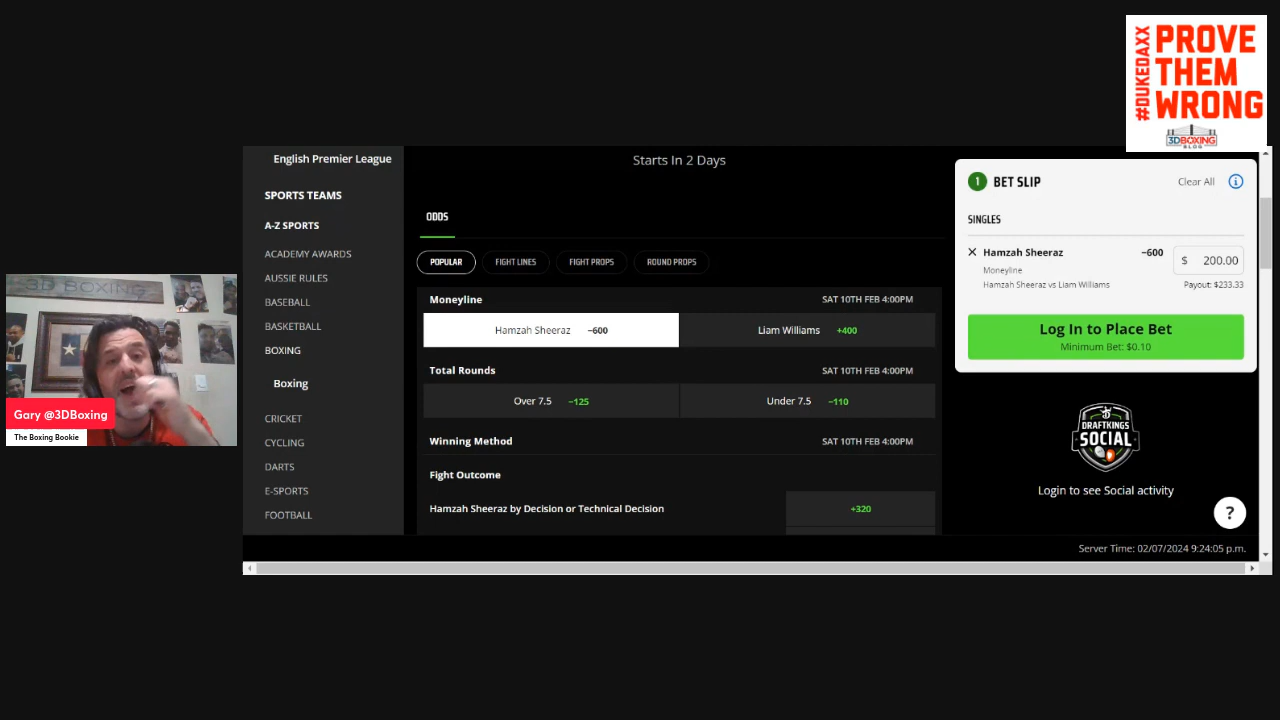 #DUKEDAXX
PROVE
THEM
WRONG
3DBOXING
BLOG
English Premier League
SPORTS TEAMS
A-Z SPORTS
ACADEMY AWARDS
AUSSIE RULES
BASEBALL
BASKETBALL
BOXING
Boxing
CRICKET
CYCLING
DARTS
E-SPORTS
FOOTBALL
Starts In 2 Days
ODDS
POPULAR FIGHT LINES FIGHT PROPS ROUND PROPS
Moneyline SAT 10TH FEB 4:00PM
Hamzah Sheeraz −600 Liam Williams +400
Total Rounds SAT 10TH FEB 4:00PM
Over 7.5 −125 Under 7.5 −110
Winning Method SAT 10TH FEB 4:00PM
Fight Outcome
Hamzah Sheeraz by Decision or Technical Decision +320
1 BET SLIP Clear All
SINGLES
Hamzah Sheeraz −600 $ 200.00
Moneyline
Hamzah Sheeraz vs Liam Williams Payout: $233.33
Log In to Place Bet
Minimum Bet: $0.10
DRAFTKINGS
SOCIAL
Login to see Social activity
?
Server Time: 02/07/2024 9:24:05 p.m.
3D BOXING
Gary @3DBoxing
The Boxing Bookie